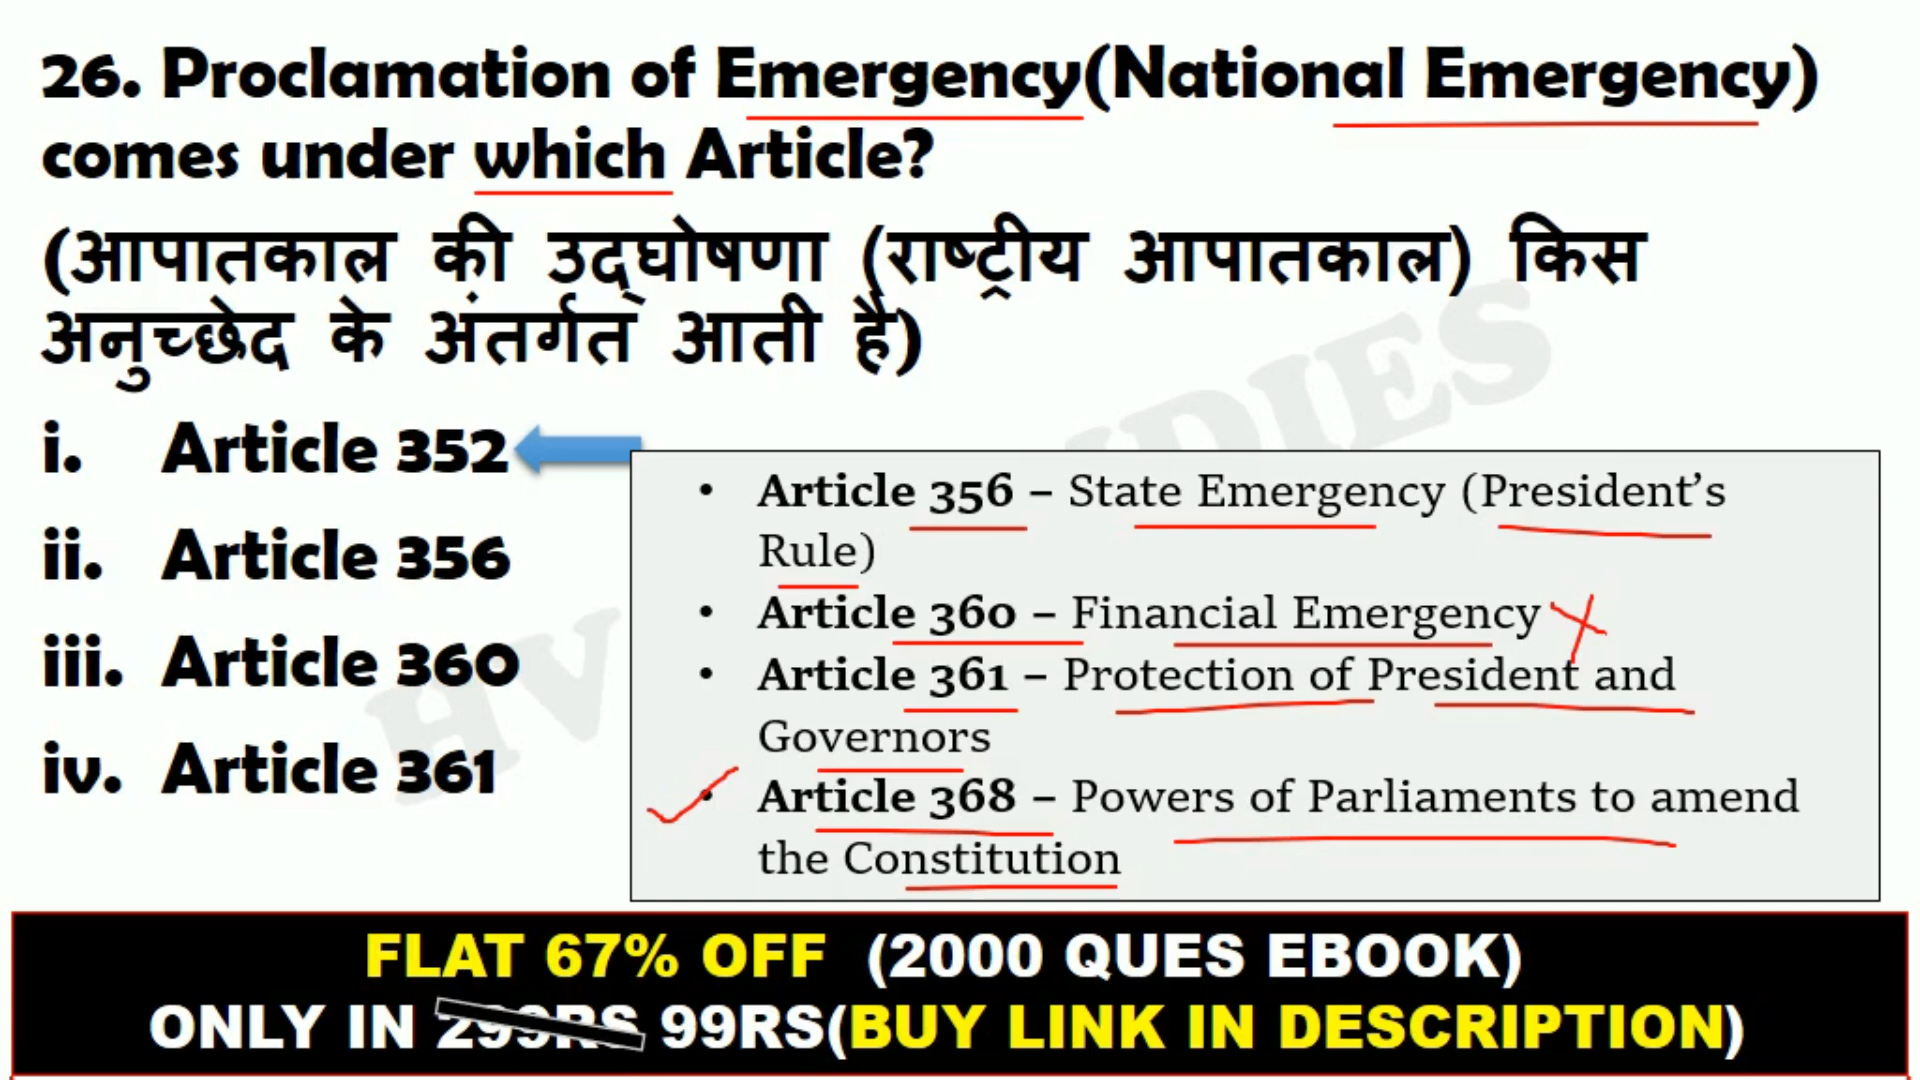 26. Proclamation of Emergency(National Emergency)
comes under which Article?
(आपातकाल की उद्घोषणा (राष्ट्रीय आपातकाल) किस
अनुच्छेद के अंतर्गत आती है)
i. Article 352
ii. Article 356
iii. Article 360
iv. Article 361
• Article 356 – State Emergency (President’s
Rule)
• Article 360 – Financial Emergency
• Article 361 – Protection of President and
Governors
• Article 368 – Powers of Parliaments to amend
the Constitution
FLAT 67% OFF (2000 QUES EBOOK)
ONLY IN 299RS 99RS(BUY LINK IN DESCRIPTION)